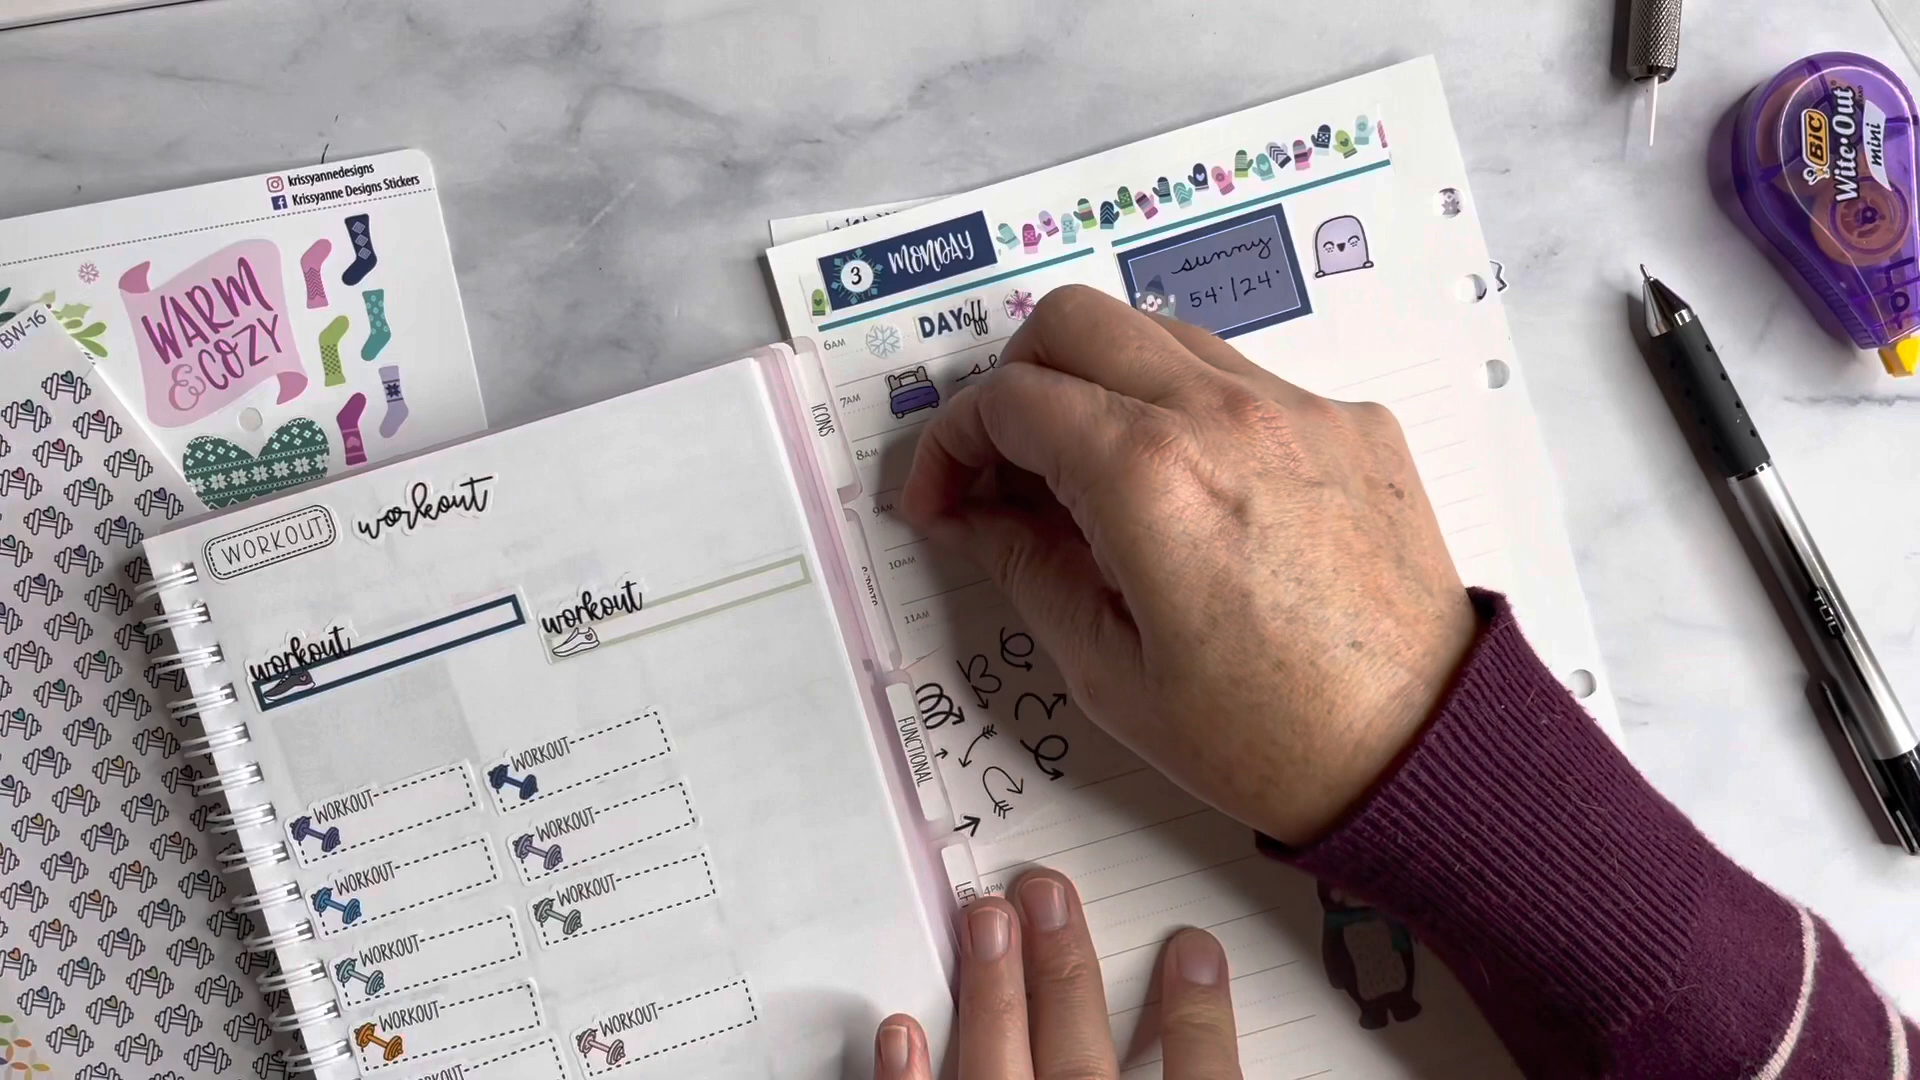 krissyannedesigns
Krissyanne Designs Stickers
WARM
& COZY
BW-16
WORKOUT
workout
workout
workout
WORKOUT
WORKOUT
WORKOUT
WORKOUT
WORKOUT
WORKOUT
WORKOUT
WORKOUT
WORKOUT
ICONS
FUNCTIONAL
3 MONDAY
sunny
54°/24°
DAY off
6AM
7AM
8AM
9AM
10AM
11AM
4PM
BIC
Wite-Out
mini
TUL